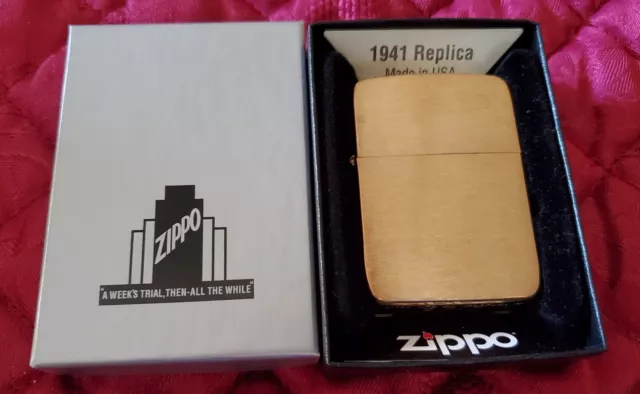 ZIPPO
"A WEEK'S TRIAL, THEN-ALL THE WHILE"
1941 Replica
Made in USA
zippo